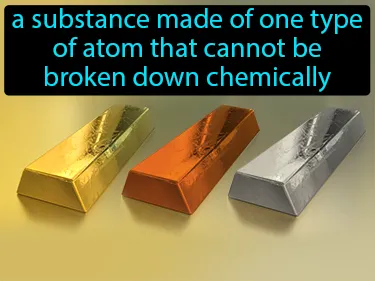 a substance made of one type
of atom that cannot be
broken down chemically